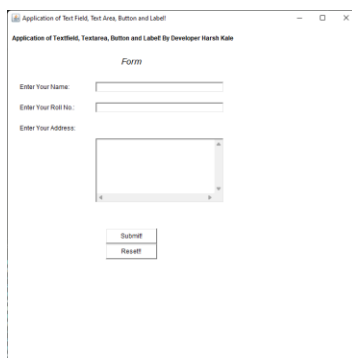 Application of Text Field, Text Area, Button and Label!
Application of Textfield, Textarea, Button and Label! By Developer Harsh Kale
Form
Enter Your Name:
Enter Your Roll No.:
Enter Your Address:
Submit!
Reset!